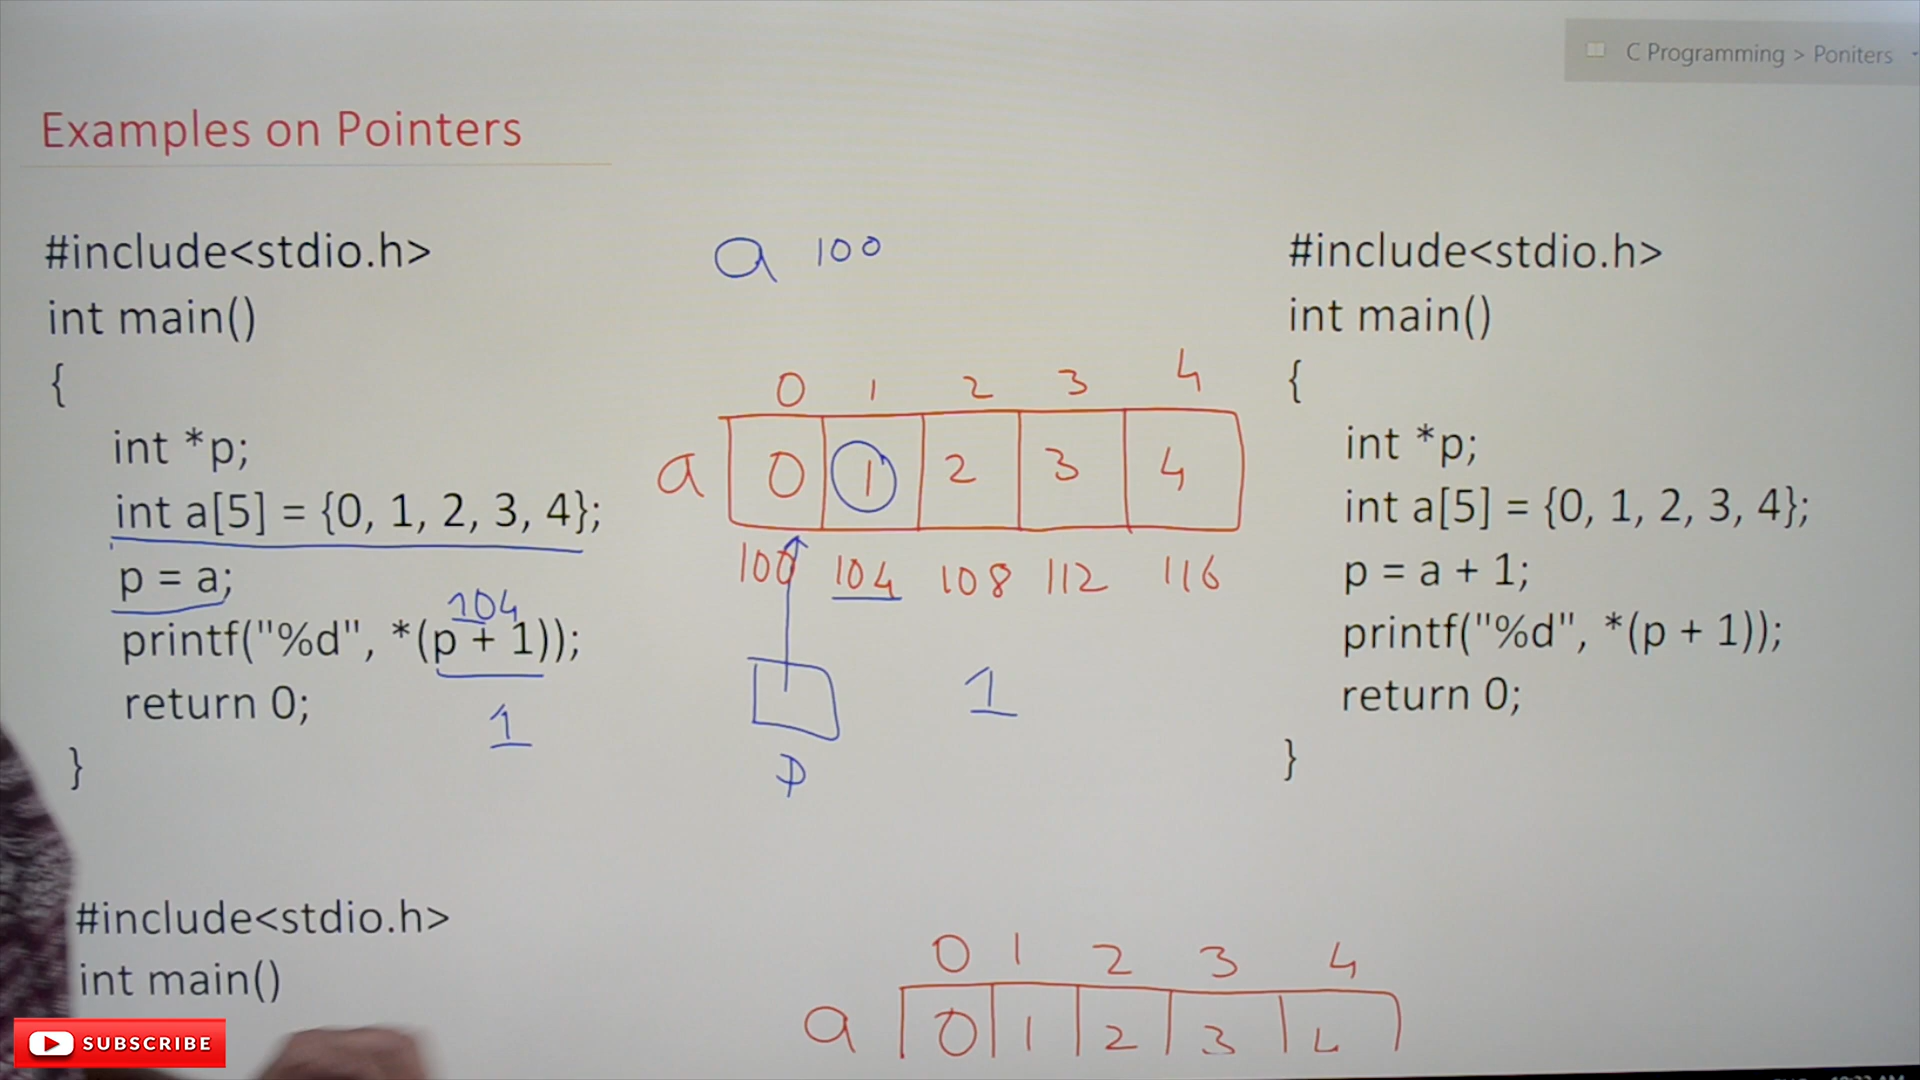 C Programming > Poniters
Examples on Pointers
#include<stdio.h>
int main()
{
int *p;
int a[5] = {0, 1, 2, 3, 4};
p = a;
104
printf("%d", *(p + 1));
1
return 0;
}
a 100
0 1 2 3 4
a 0 1 2 3 4
100 104 108 112 116
1
p
#include<stdio.h>
int main()
{
int *p;
int a[5] = {0, 1, 2, 3, 4};
p = a + 1;
printf("%d", *(p + 1));
return 0;
}
#include<stdio.h>
int main()
0 1 2 3 4
a 0 1 2 3 4
SUBSCRIBE